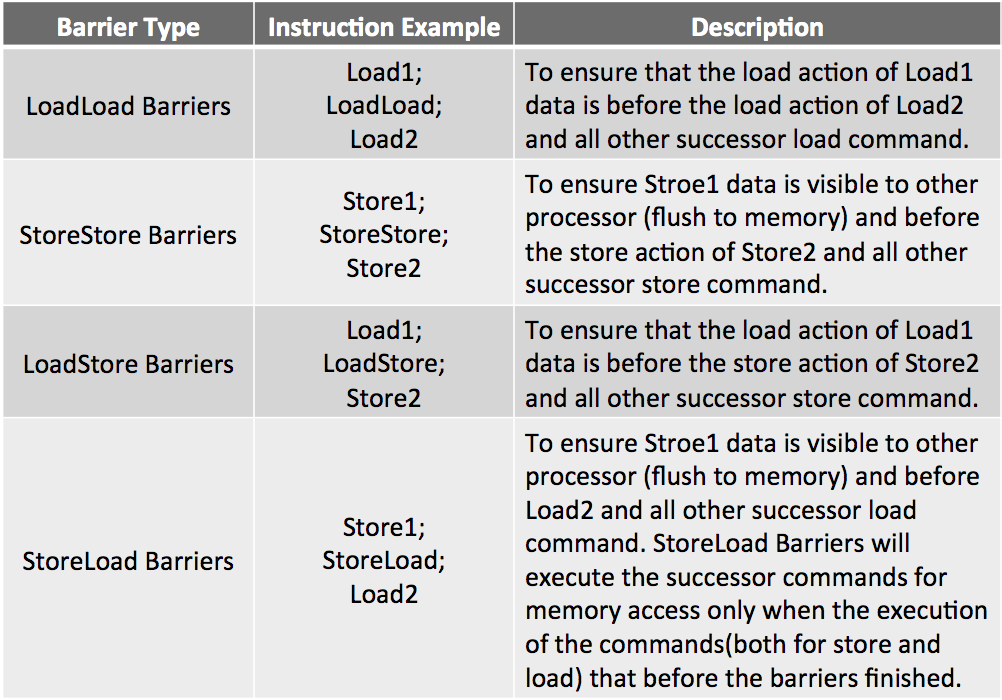 Barrier Type Instruction Example Description
LoadLoad Barriers
Load1;
LoadLoad;
Load2
To ensure that the load action of Load1
data is before the load action of Load2
and all other successor load command.
StoreStore Barriers
Store1;
StoreStore;
Store2
To ensure Stroe1 data is visible to other
processor (flush to memory) and before
the store action of Store2 and all other
successor store command.
LoadStore Barriers
Load1;
LoadStore;
Store2
To ensure that the load action of Load1
data is before the store action of Store2
and all other successor store command.
StoreLoad Barriers
Store1;
StoreLoad;
Load2
To ensure Stroe1 data is visible to other
processor (flush to memory) and before
Load2 and all other successor load
command. StoreLoad Barriers will
execute the successor commands for
memory access only when the execution
of the commands(both for store and
load) that before the barriers finished.